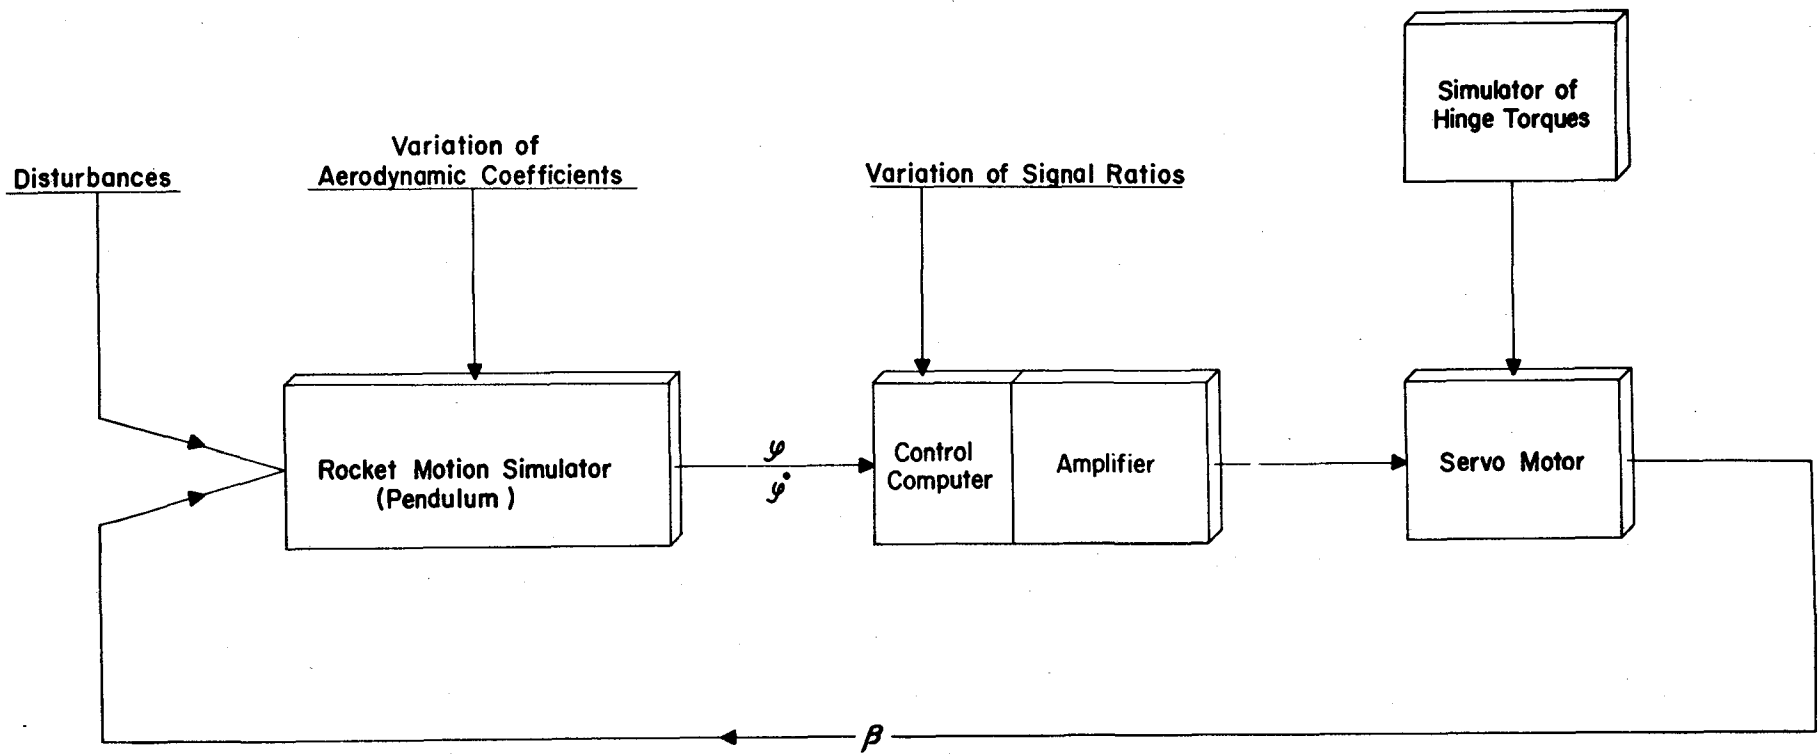 Simulator of
Hinge Torques
Variation of
Aerodynamic Coefficients
Disturbances
Variation of Signal Ratios
Rocket Motion Simulator
(Pendulum)
φ
φ̇
Control
Computer
Amplifier
Servo Motor
β